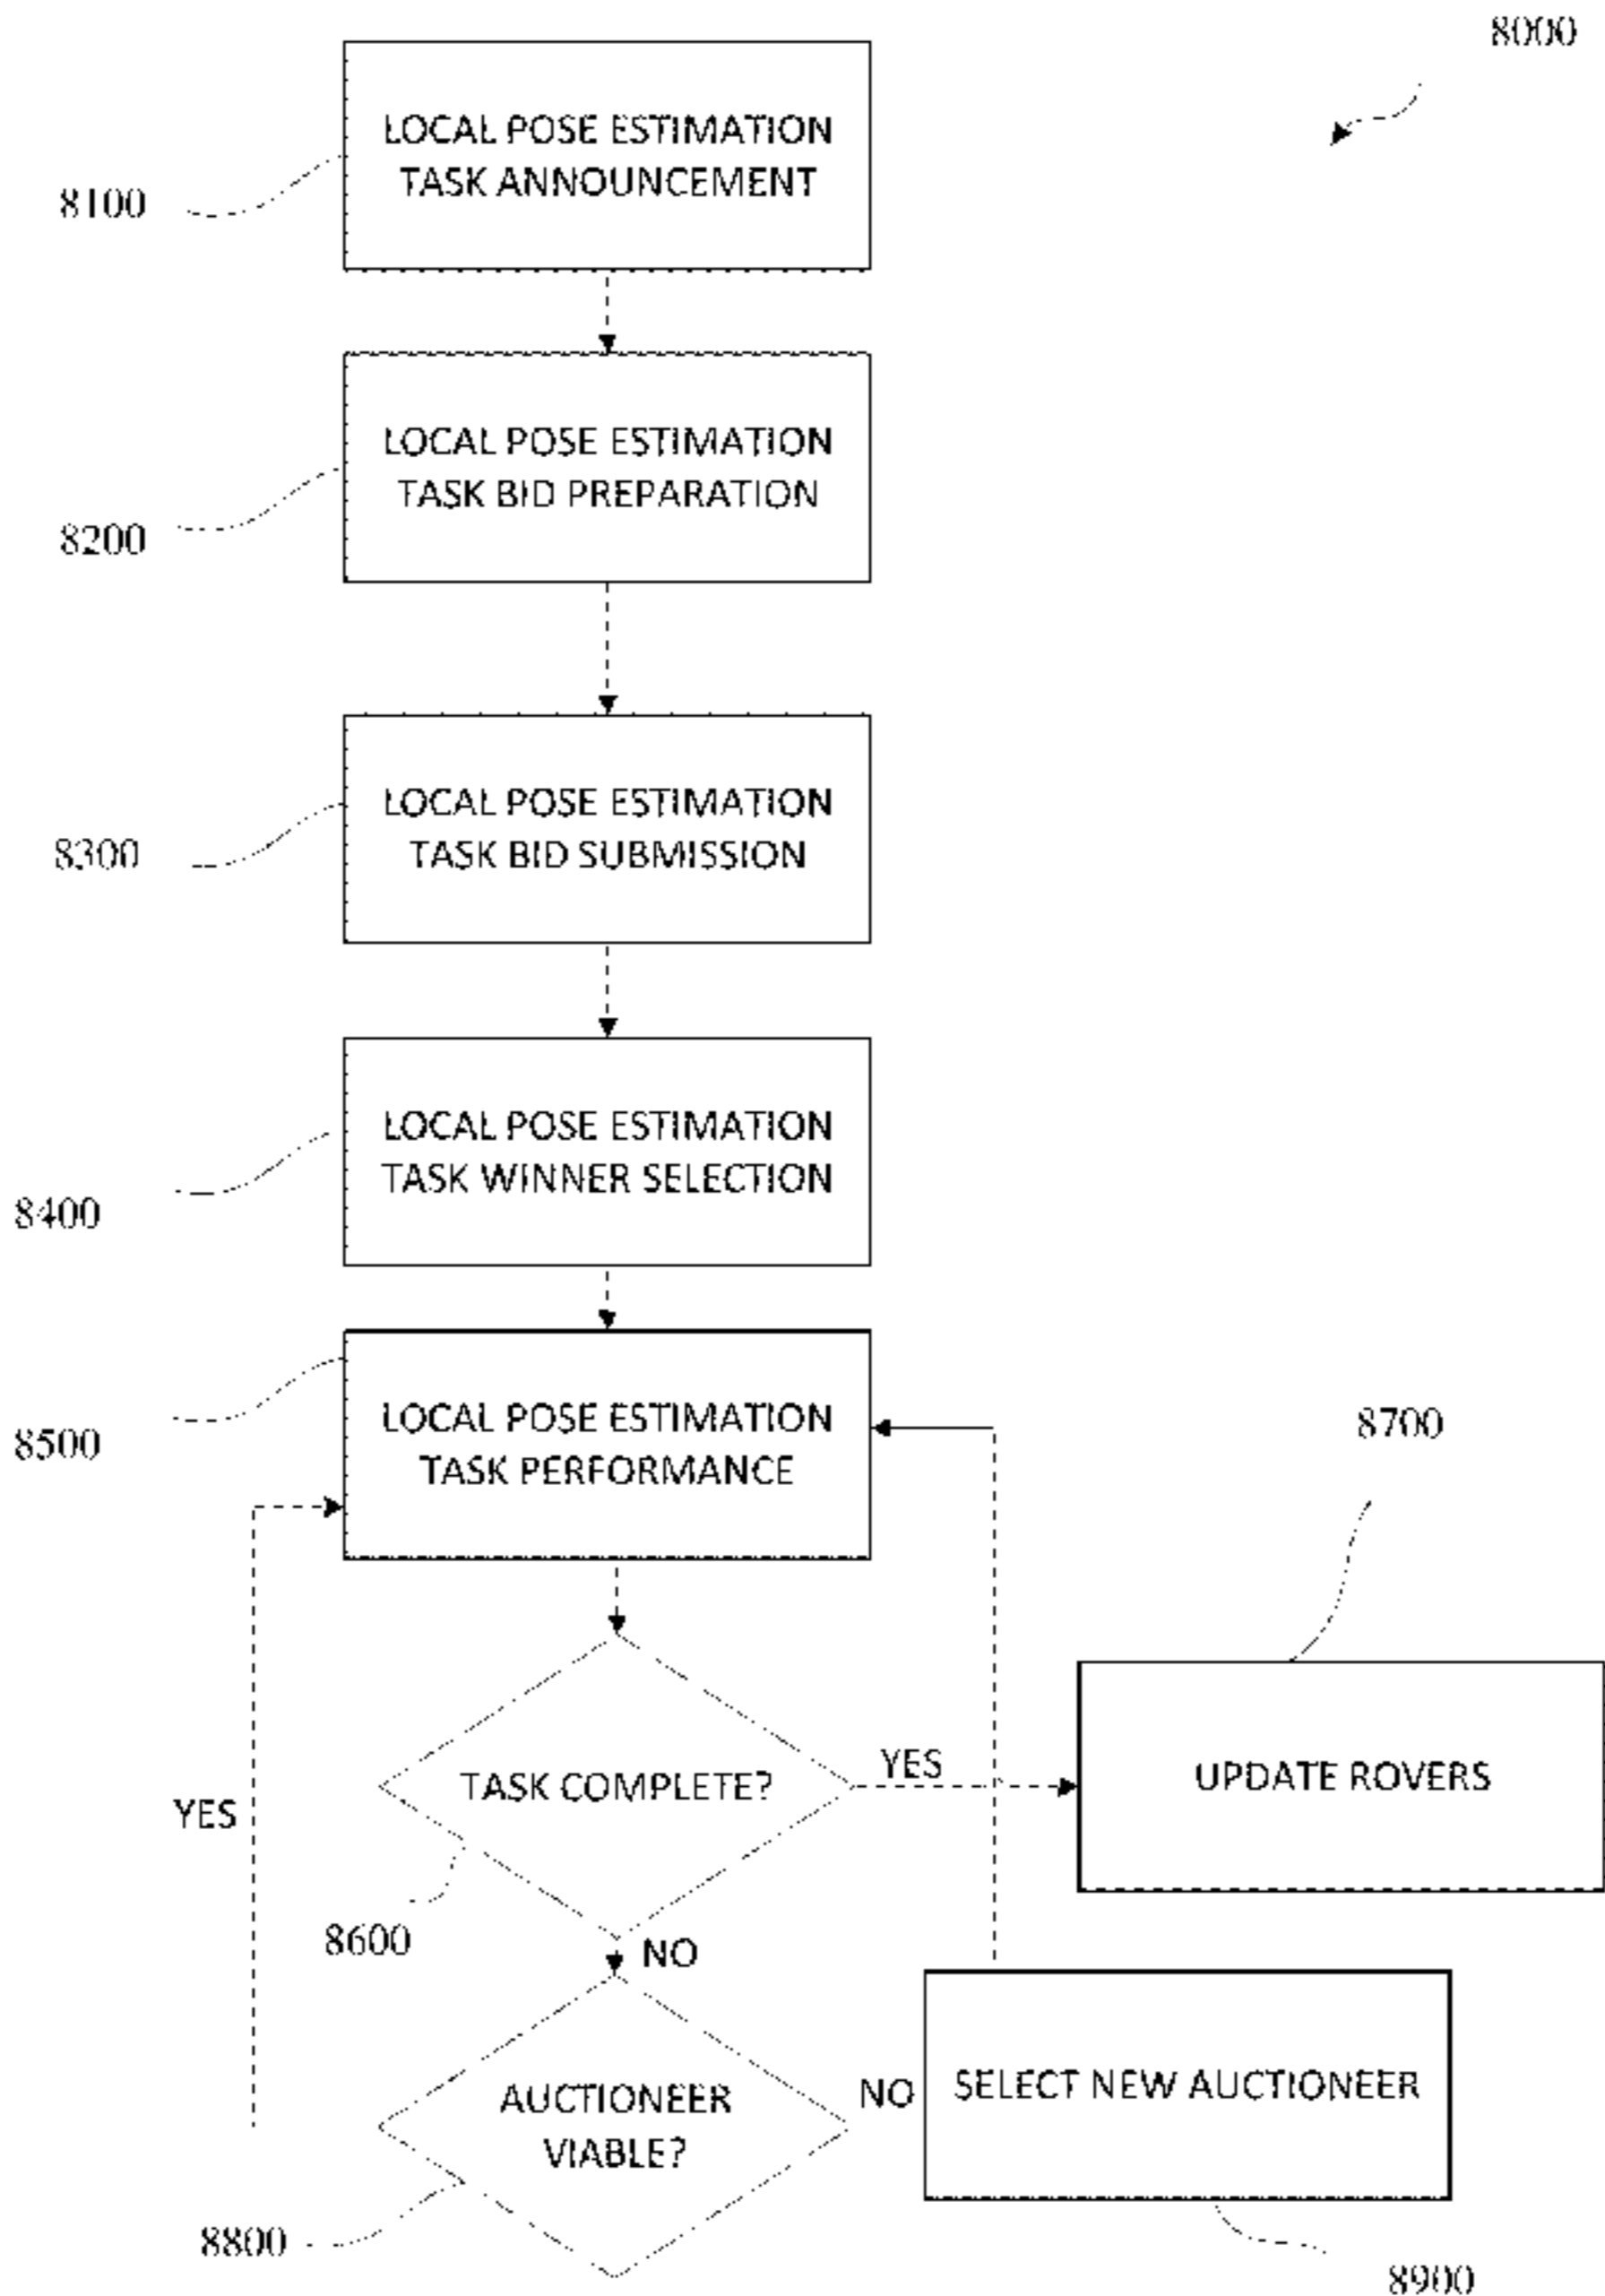 8000
LOCAL POSE ESTIMATION
TASK ANNOUNCEMENT
8100
LOCAL POSE ESTIMATION
TASK BID PREPARATION
8200
LOCAL POSE ESTIMATION
TASK BID SUBMISSION
8300
LOCAL POSE ESTIMATION
TASK WINNER SELECTION
8400
LOCAL POSE ESTIMATION
TASK PERFORMANCE
8500
8700
TASK COMPLETE?
YES
UPDATE ROVERS
YES
8600
NO
AUCTIONEER
VIABLE?
NO
SELECT NEW AUCTIONEER
8800
8900